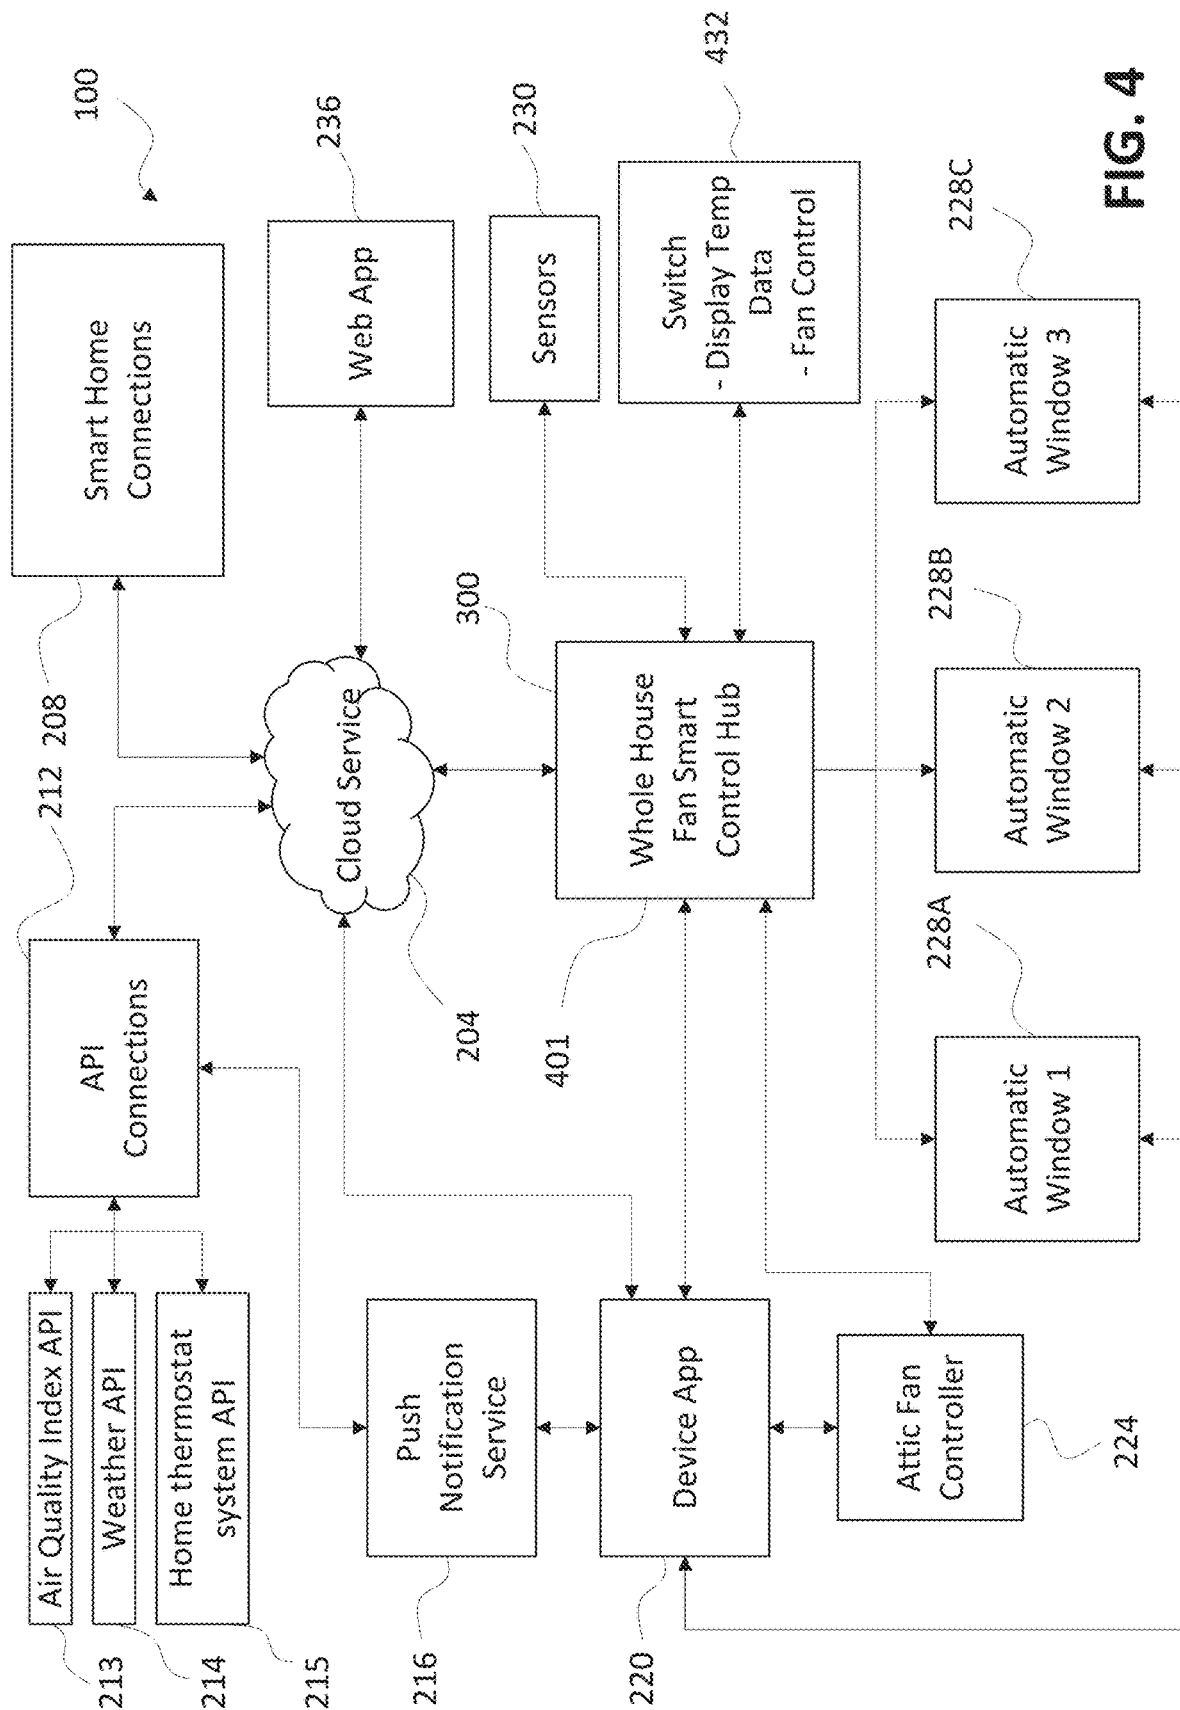 213
Air Quality Index API
214
Weather API
215
Home thermostat
system API
212
API
Connections
208
Smart Home
Connections
100
216
Push
Notification
Service
Cloud Service
204
Web App
236
220
Device App
401
Whole House
Fan Smart
Control Hub
300
Sensors
230
Switch
- Display Temp
Data
- Fan Control
432
Attic Fan
Controller
224
Automatic
Window 1
228A
Automatic
Window 2
228B
Automatic
Window 3
228C
FIG. 4